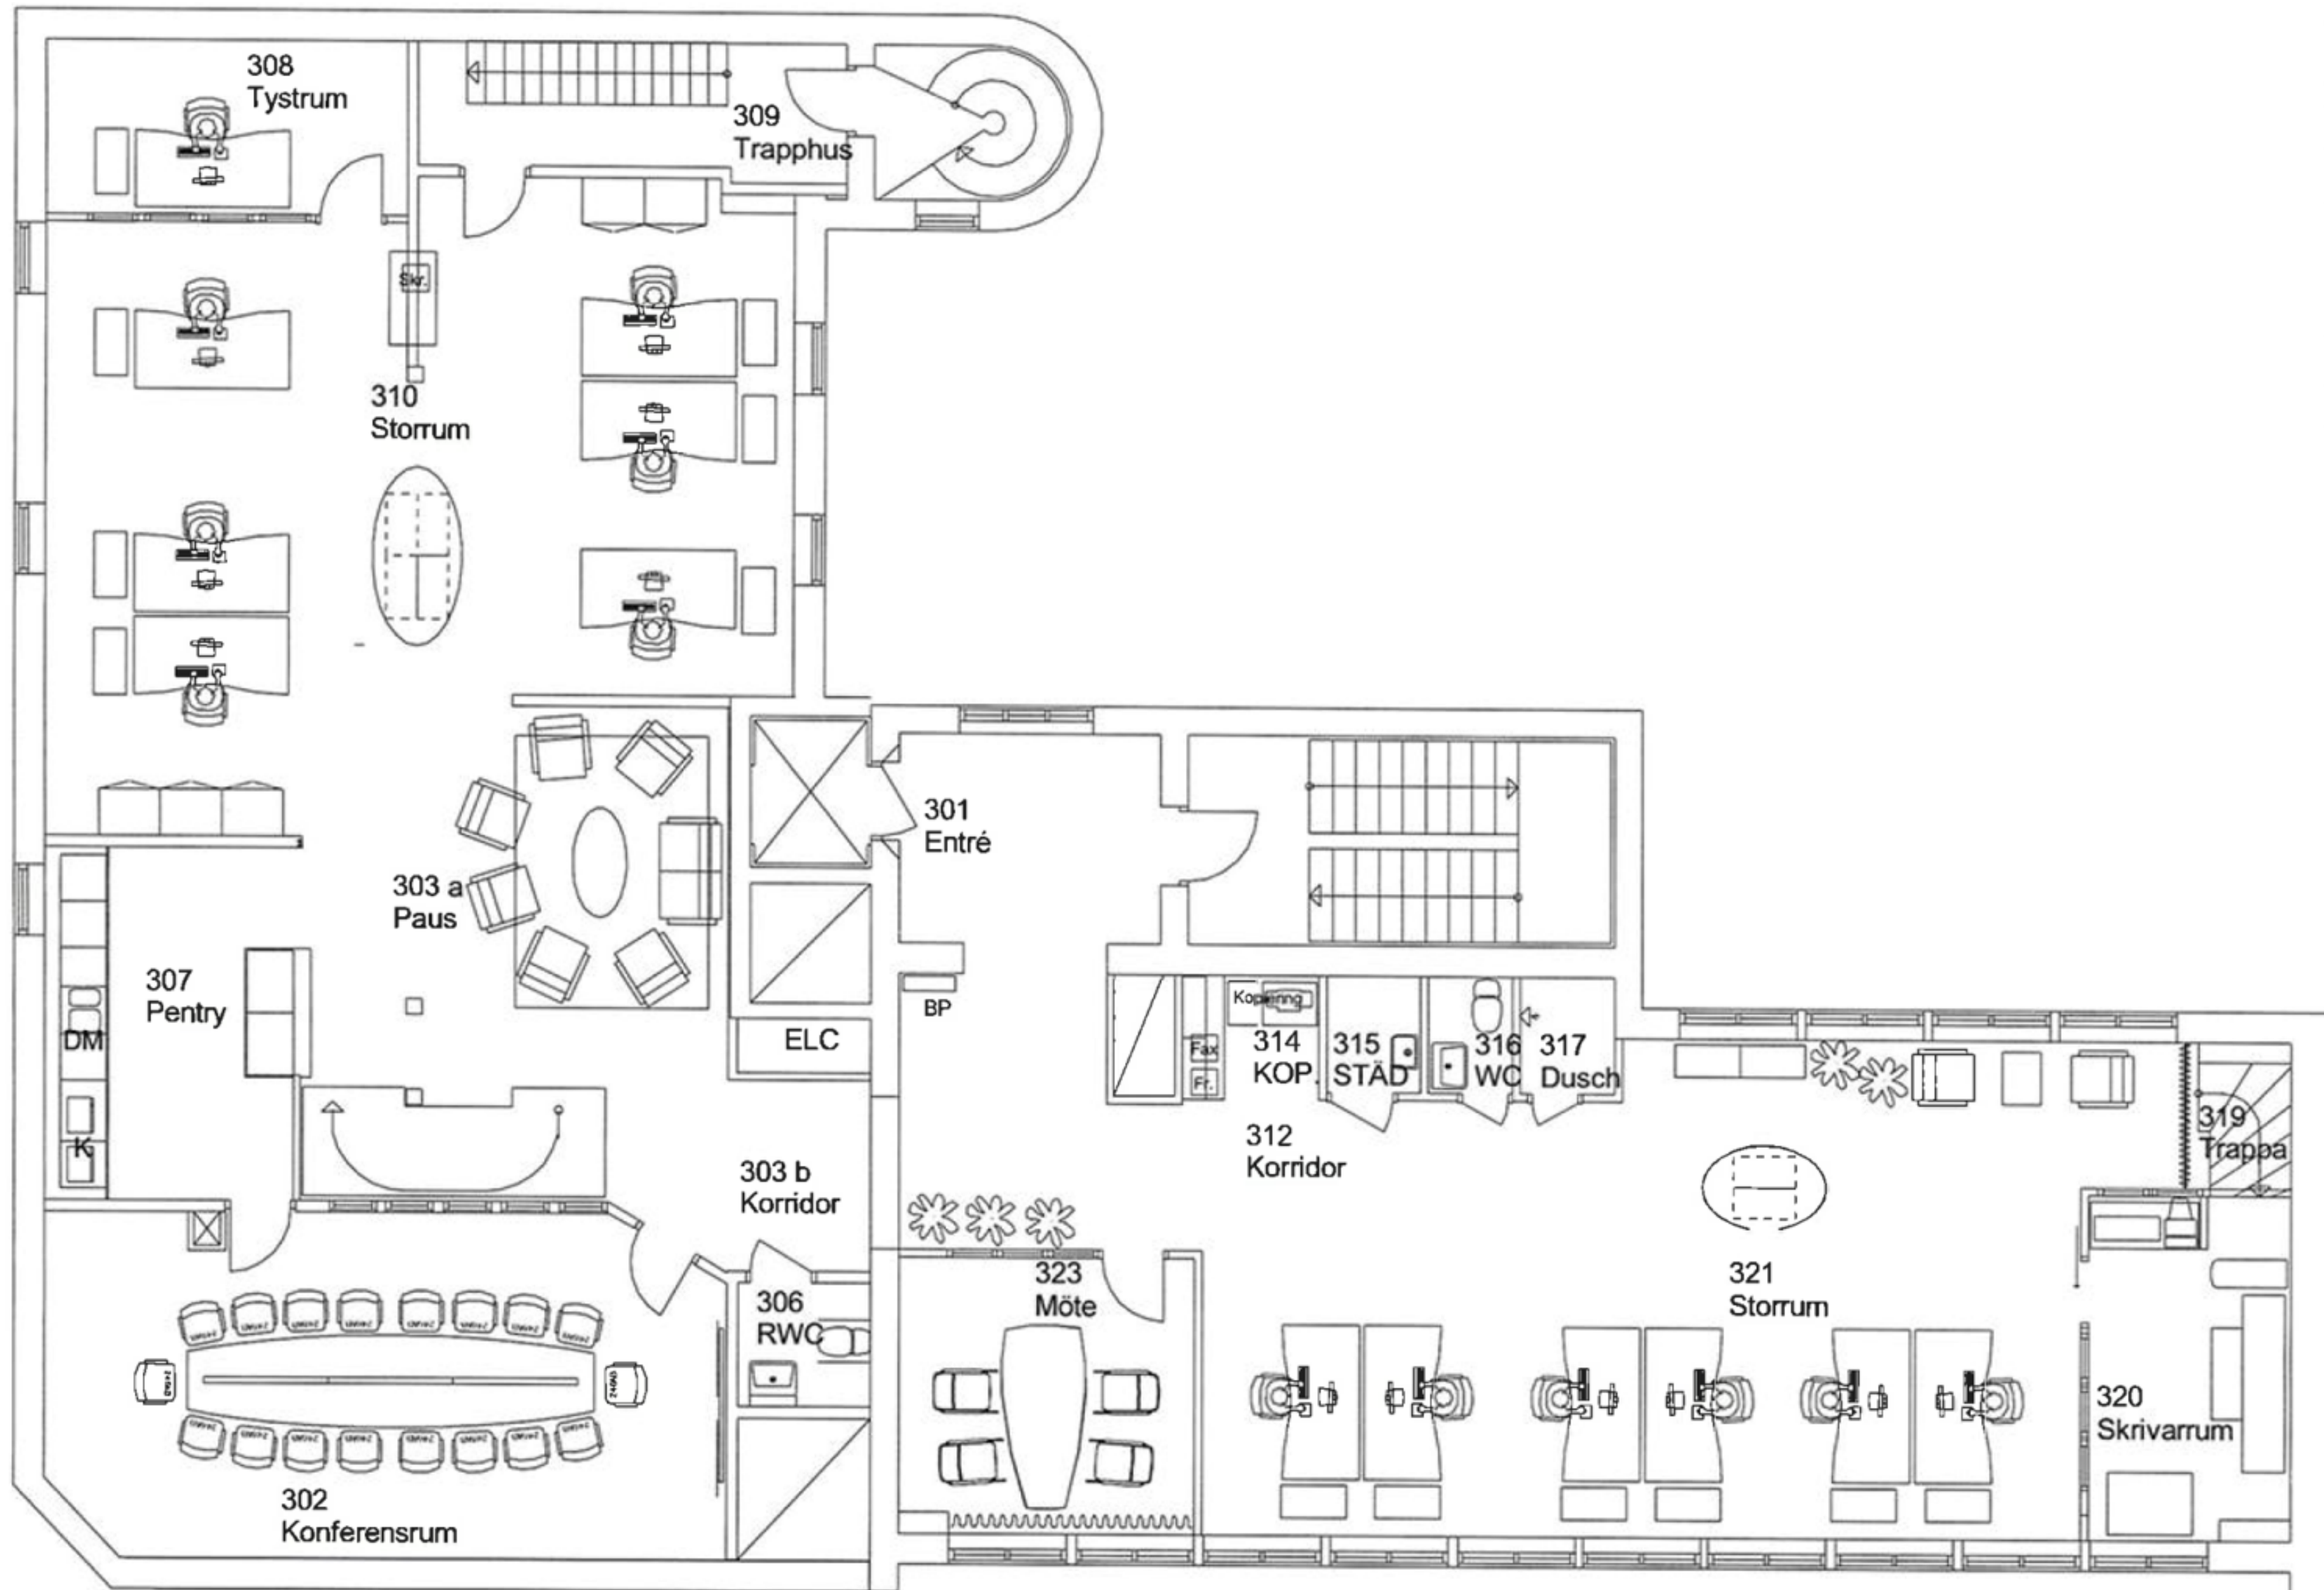 308
Tystrum
309
Trapphus
Skr.
310
Storrum
301
Entré
303 a
Paus
307
Pentry
BP
DM
ELC
Kopiering
Fax
Fr.
314
KOP.
315
STÄD
316
WC
317
Dusch
K
312
Korridor
319
Trappa
303 b
Korridor
323
Möte
321
Storrum
306
RWC
320
Skrivarrum
302
Konferensrum